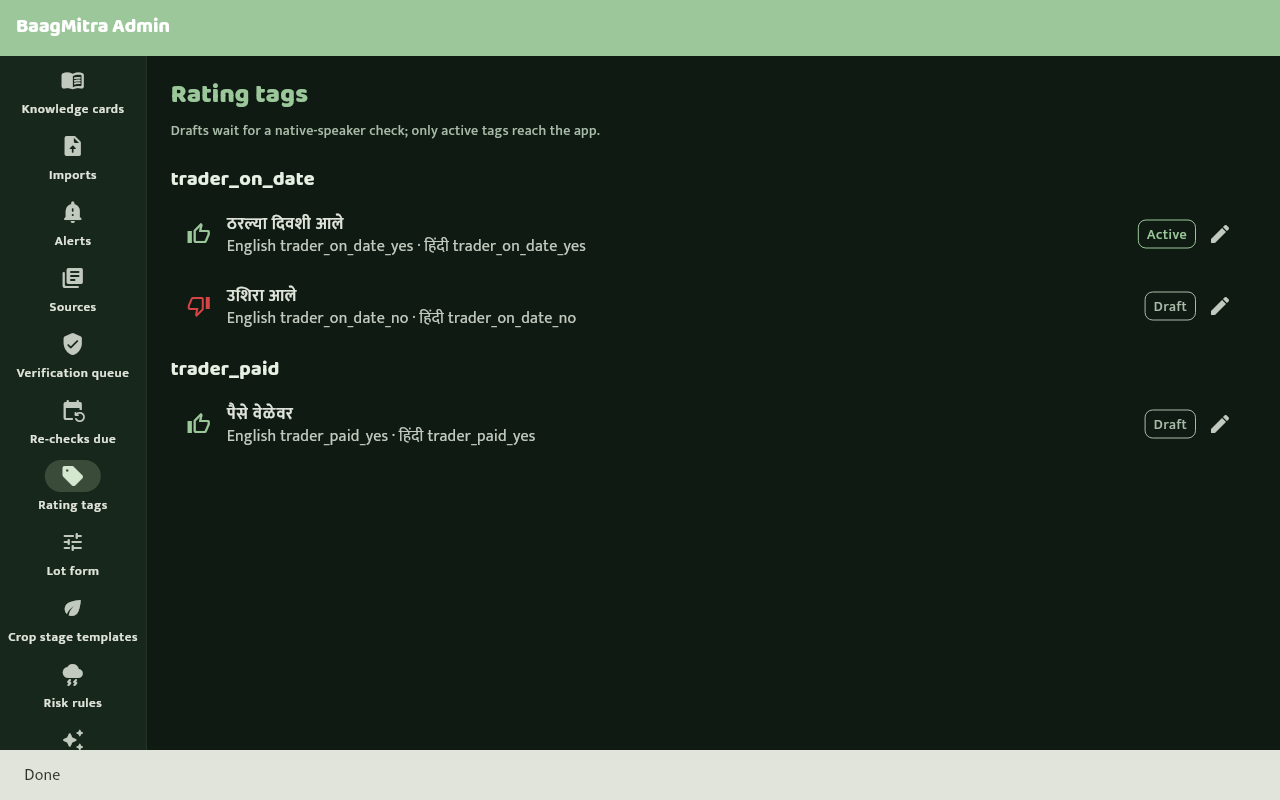 BaagMitra Admin
Knowledge cards
Imports
Alerts
Sources
Verification queue
Re-checks due
Rating tags
Lot form
Crop stage templates
Risk rules
Rating tags
Drafts wait for a native-speaker check; only active tags reach the app.
trader_on_date
ठरल्या दिवशी आले
English trader_on_date_yes · हिंदी trader_on_date_yes
Active
उशिरा आले
English trader_on_date_no · हिंदी trader_on_date_no
Draft
trader_paid
पैसे वेळेवर
English trader_paid_yes · हिंदी trader_paid_yes
Draft
Done